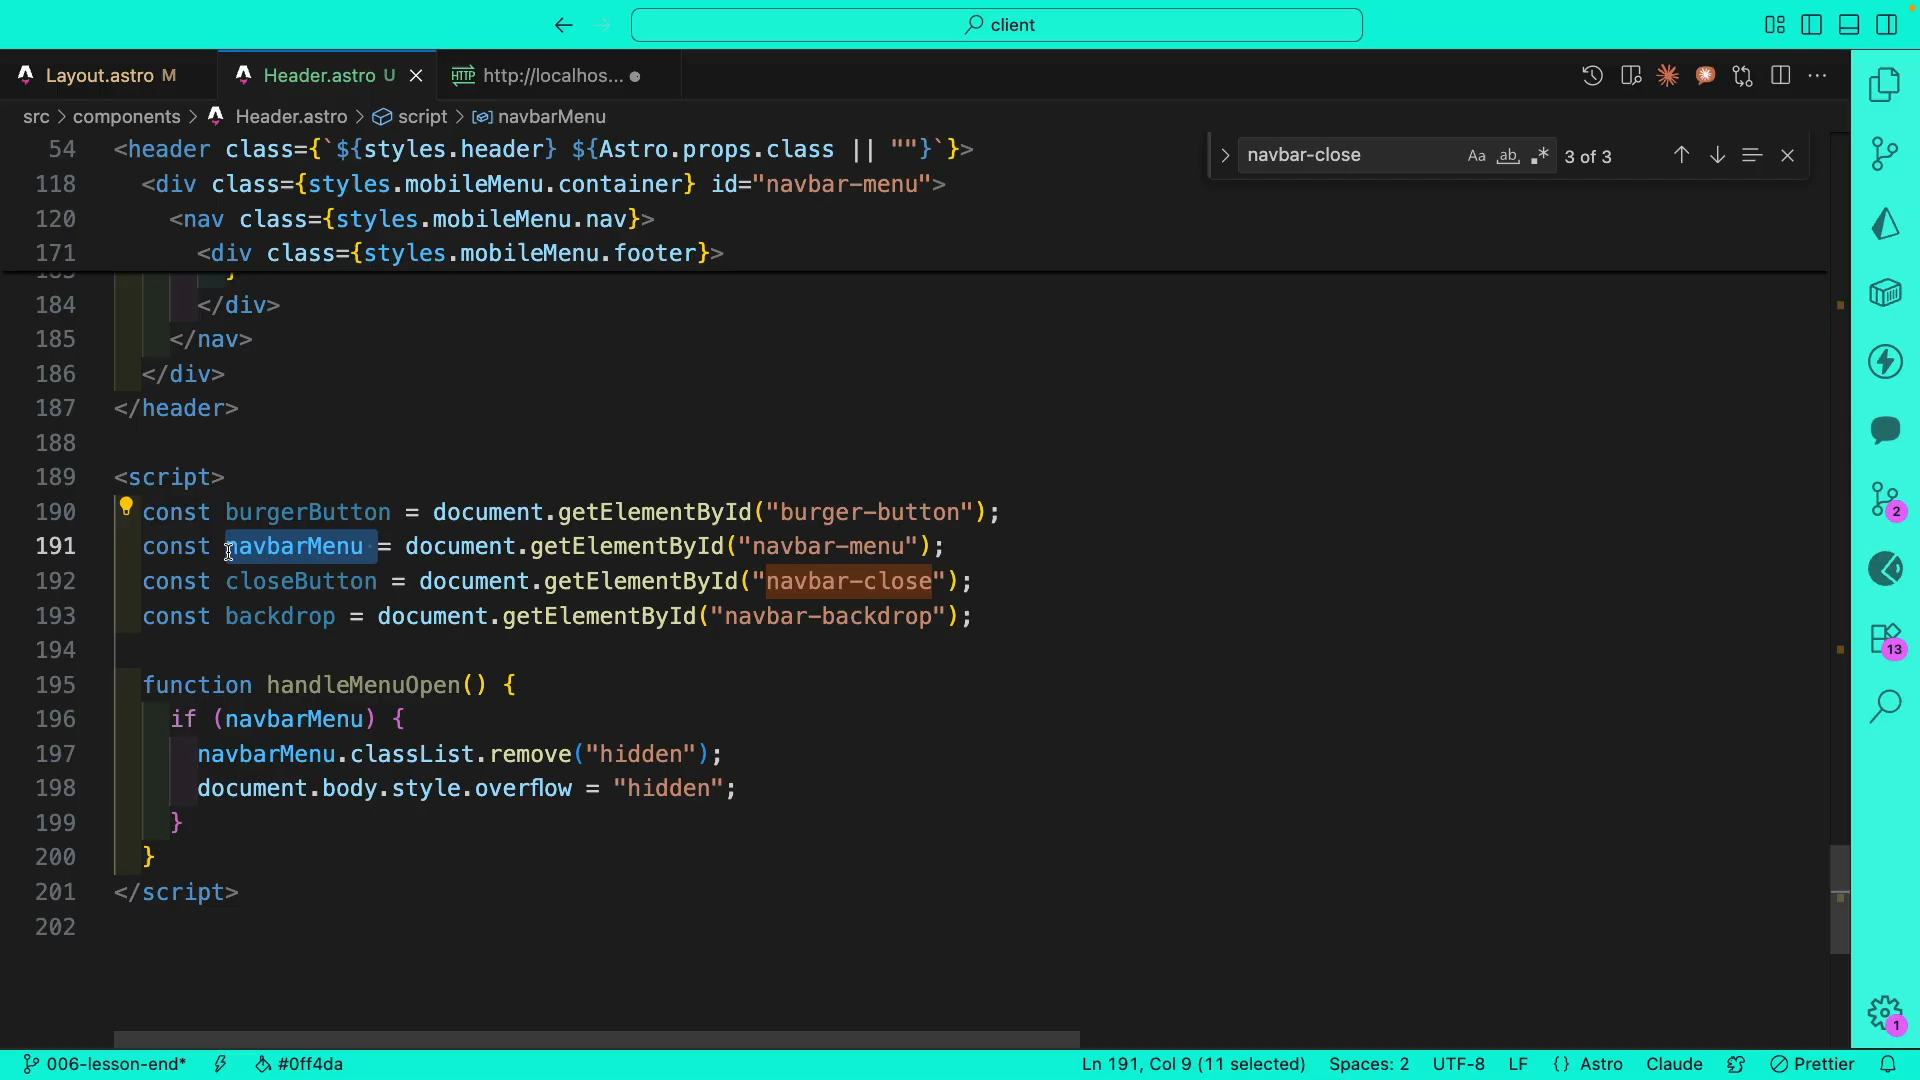 client
Layout.astro M
Header.astro U
http://localhos...
src > components > Header.astro > script > navbarMenu
navbar-close
Aa ab .* 3 of 3
54 <header class={`${styles.header} ${Astro.props.class || ""}`}>
118 <div class={styles.mobileMenu.container} id="navbar-menu">
120 <nav class={styles.mobileMenu.nav}>
171 <div class={styles.mobileMenu.footer}>
183 }
184 </div>
185 </nav>
186 </div>
187 </header>
188
189 <script>
190 const burgerButton = document.getElementById("burger-button");
191 const navbarMenu = document.getElementById("navbar-menu");
192 const closeButton = document.getElementById("navbar-close");
193 const backdrop = document.getElementById("navbar-backdrop");
194
195 function handleMenuOpen() {
196 if (navbarMenu) {
197 navbarMenu.classList.remove("hidden");
198 document.body.style.overflow = "hidden";
199 }
200 }
201 </script>
202
2
13
1
006-lesson-end* #0ff4da
Ln 191, Col 9 (11 selected) Spaces: 2 UTF-8 LF {} Astro Claude Prettier